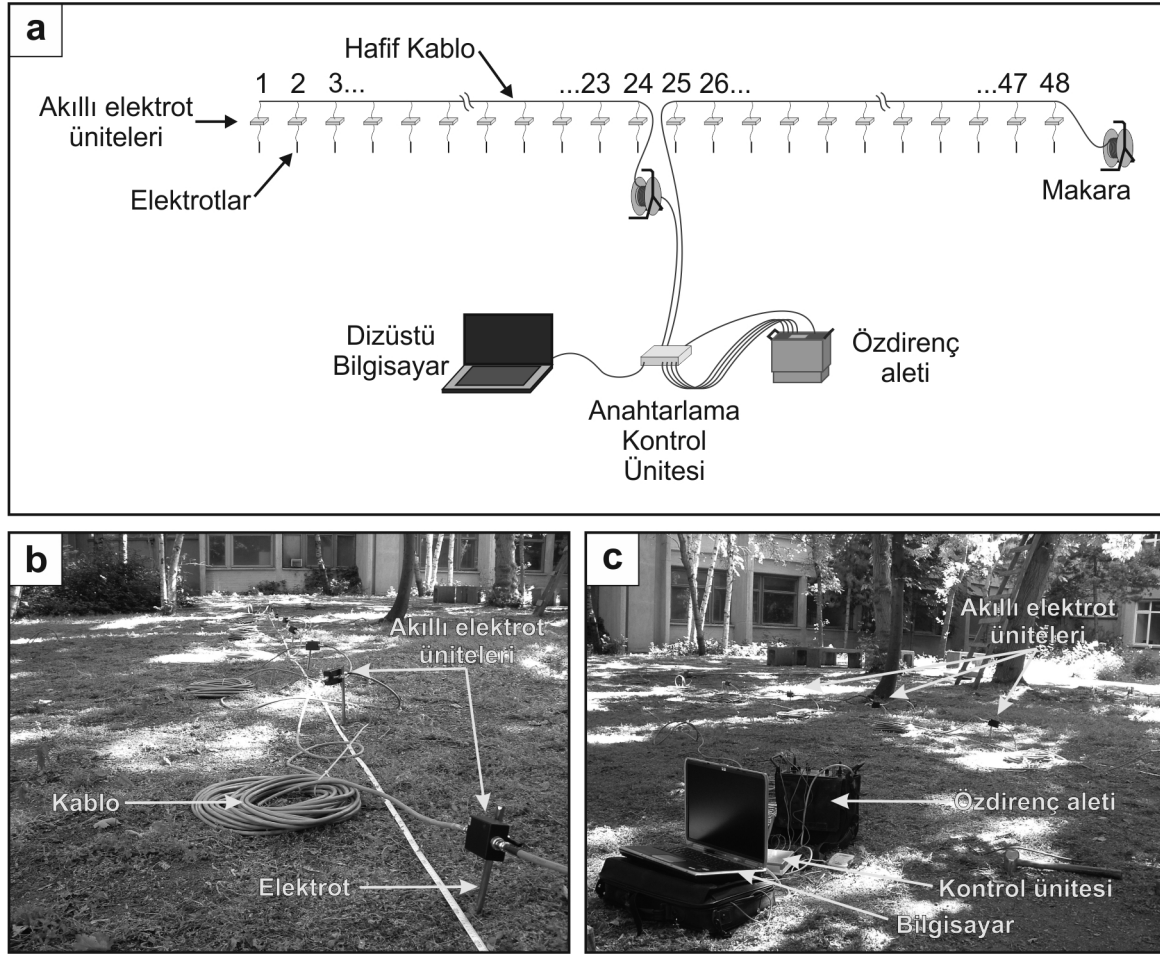 a
Hafif Kablo
1 2 3... ...23 24 25 26... ...47 48
Akıllı elektrot
üniteleri
Elektrotlar
Makara
Dizüstü
Bilgisayar
Özdirenç
aleti
Anahtarlama
Kontrol
Ünitesi
b
Akıllı elektrot
üniteleri
Kablo
Elektrot
c
Akıllı elektrot
üniteleri
Özdirenç aleti
Kontrol ünitesi
Bilgisayar